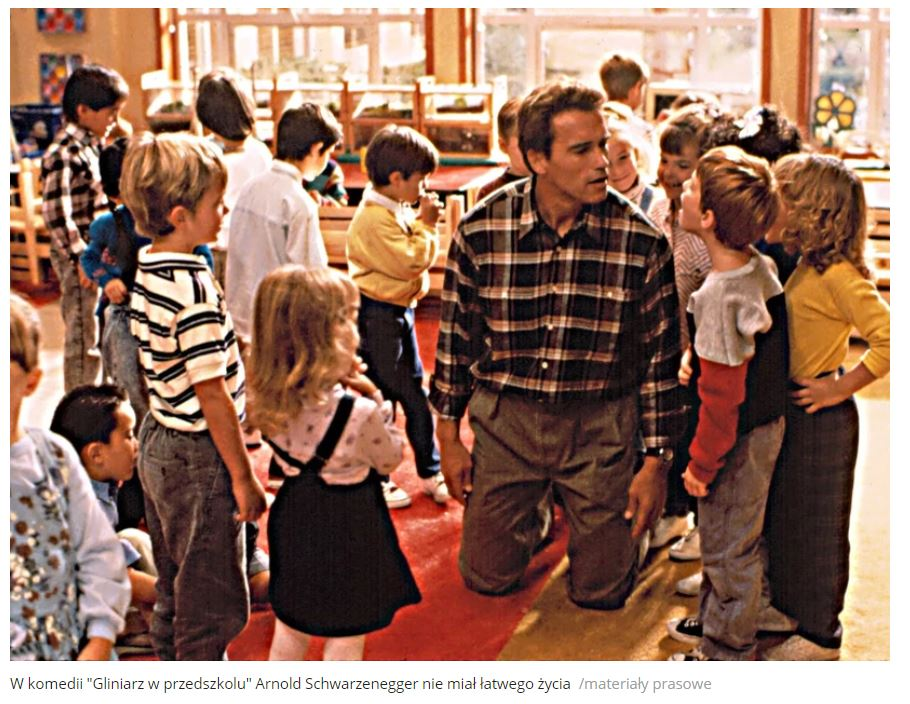 W komedii "Gliniarz w przedszkolu" Arnold Schwarzenegger nie miał łatwego życia /materiały prasowe